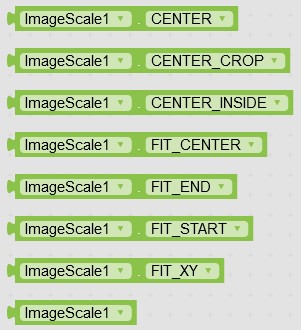 ImageScale1 . CENTER
ImageScale1 . CENTER_CROP
ImageScale1 . CENTER_INSIDE
ImageScale1 . FIT_CENTER
ImageScale1 . FIT_END
ImageScale1 . FIT_START
ImageScale1 . FIT_XY
ImageScale1